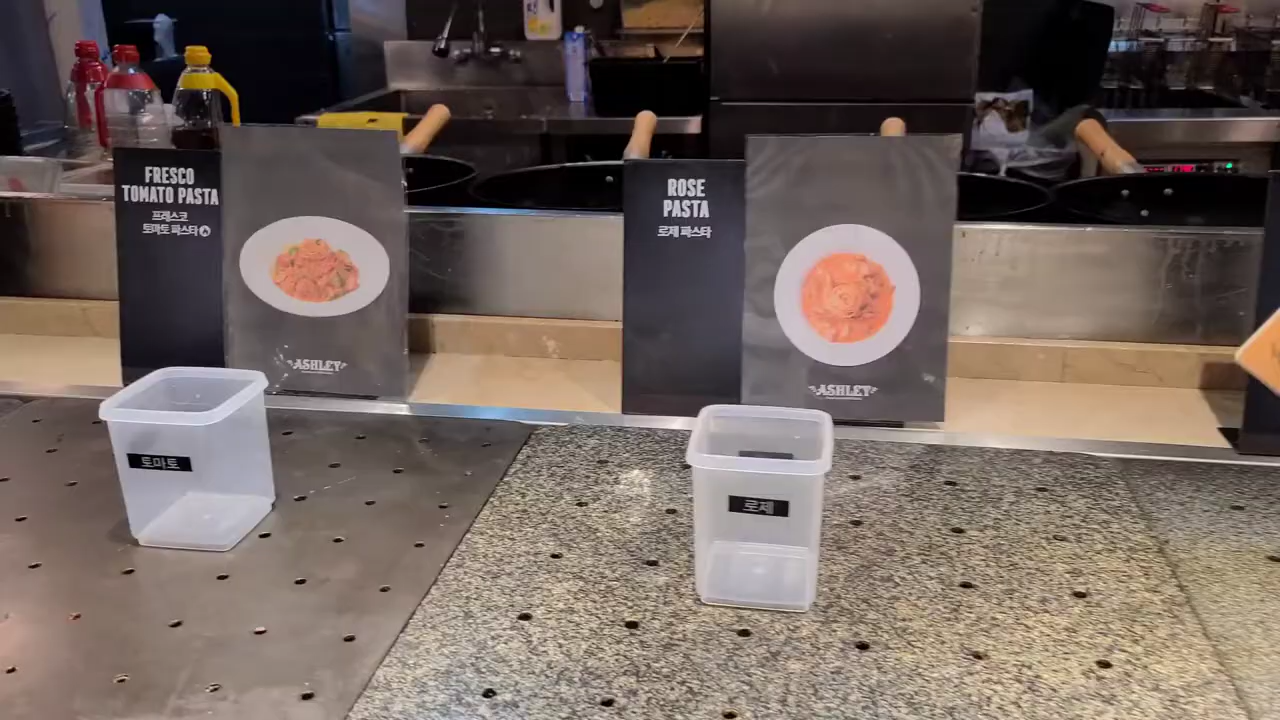 FRESCO
TOMATO PASTA
프레스코
토마토 파스타
ASHLEY
ROSE
PASTA
로제 파스타
ASHLEY
토마토
로제